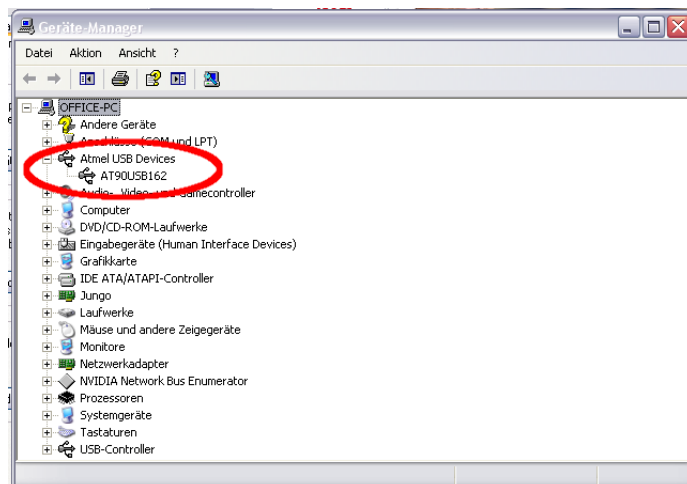 Geräte-Manager
Datei Aktion Ansicht ?
OFFICE-PC
Andere Geräte
Anschlüsse (COM und LPT)
Atmel USB Devices
AT90USB162
Audio-, Video- und Gamecontroller
Computer
DVD/CD-ROM-Laufwerke
Eingabegeräte (Human Interface Devices)
Grafikkarte
IDE ATA/ATAPI-Controller
Jungo
Laufwerke
Mäuse und andere Zeigegeräte
Monitore
Netzwerkadapter
NVIDIA Network Bus Enumerator
Prozessoren
Systemgeräte
Tastaturen
USB-Controller